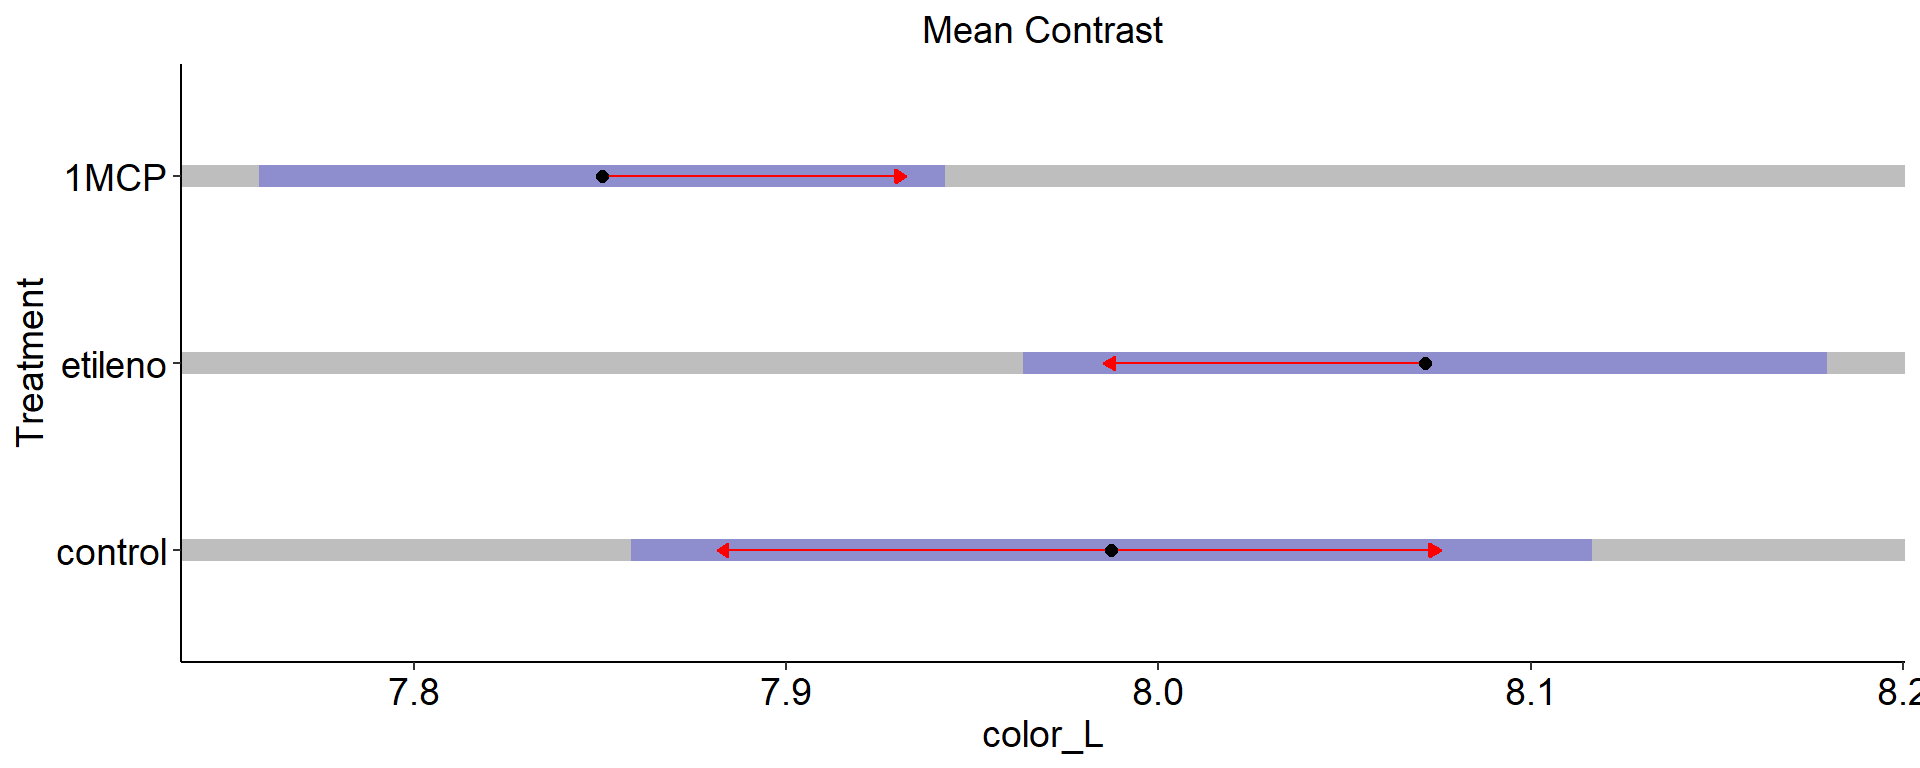 Mean Contrast
1MCP
etileno
control
Treatment
7.8 7.9 8.0 8.1 8.2
color_L